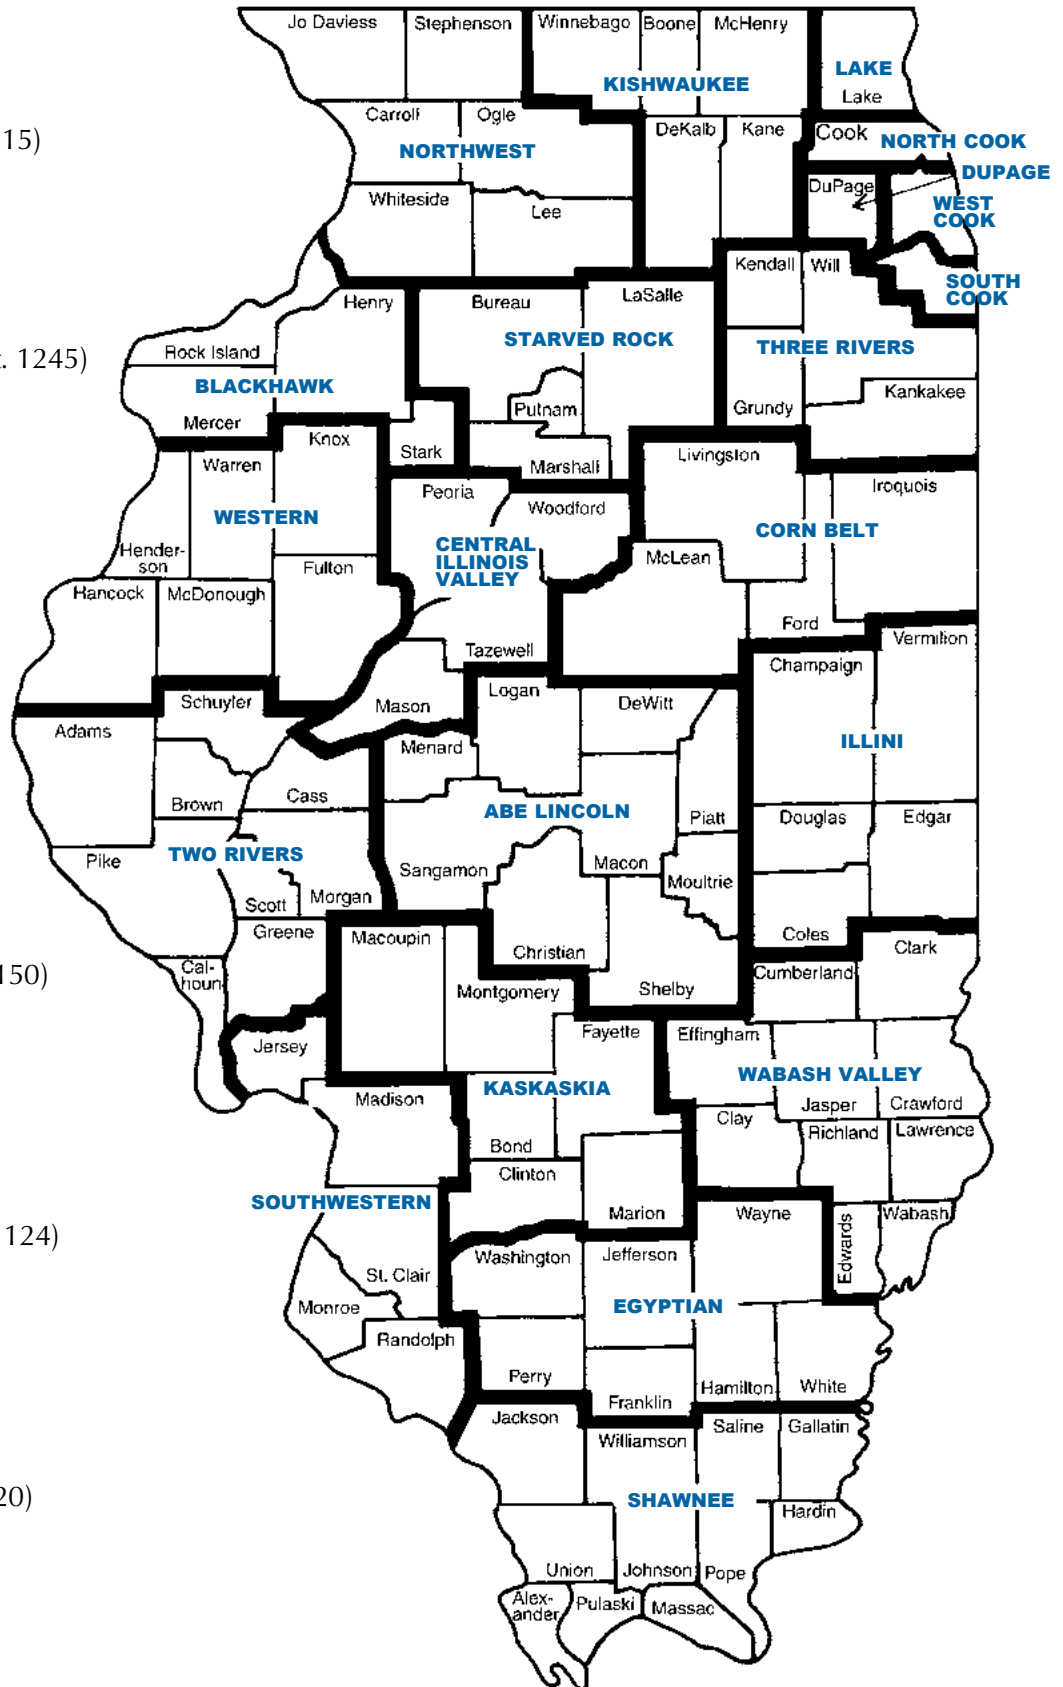 Jo Daviess
Stephenson
Winnebago
Boone
McHenry
LAKE
Lake
KISHWAUKEE
Carroll
Ogle
DeKalb
Kane
Cook
NORTH COOK
15)
NORTHWEST
DUPAGE
DuPage
WEST
COOK
Whiteside
Lee
Kendall
Will
SOUTH
COOK
Henry
Bureau
LaSalle
STARVED ROCK
THREE RIVERS
Rock Island
. 1245)
BLACKHAWK
Kankakee
Putnam
Grundy
Mercer
Knox
Stark
Marshall
Livingston
Warren
Peoria
Woodford
Iroquois
WESTERN
CORN BELT
CENTRAL
ILLINOIS
VALLEY
Hender-
son
Fulton
McLean
Hancock
McDonough
Ford
Vermilion
Tazewell
Champaign
Logan
DeWitt
Schuyler
Mason
Adams
Menard
ILLINI
Brown
Cass
ABE LINCOLN
Piatt
Douglas
Edgar
Pike
TWO RIVERS
Sangamon
Macon
Moultrie
Scott
Morgan
Greene
Macoupin
Christian
Coles
Clark
150)
Cal-
houn
Montgomery
Shelby
Cumberland
Jersey
Fayette
Effingham
KASKASKIA
WABASH VALLEY
Madison
Jasper
Crawford
Clay
Richland
Lawrence
Bond
Clinton
SOUTHWESTERN
Marion
Wayne
Edwards
Wabash
124)
Washington
Jefferson
St. Clair
Monroe
EGYPTIAN
Randolph
Perry
Franklin
Hamilton
White
Jackson
Williamson
Saline
Gallatin
20)
SHAWNEE
Hardin
Union
Johnson
Pope
Alex-
ander
Pulaski
Massac